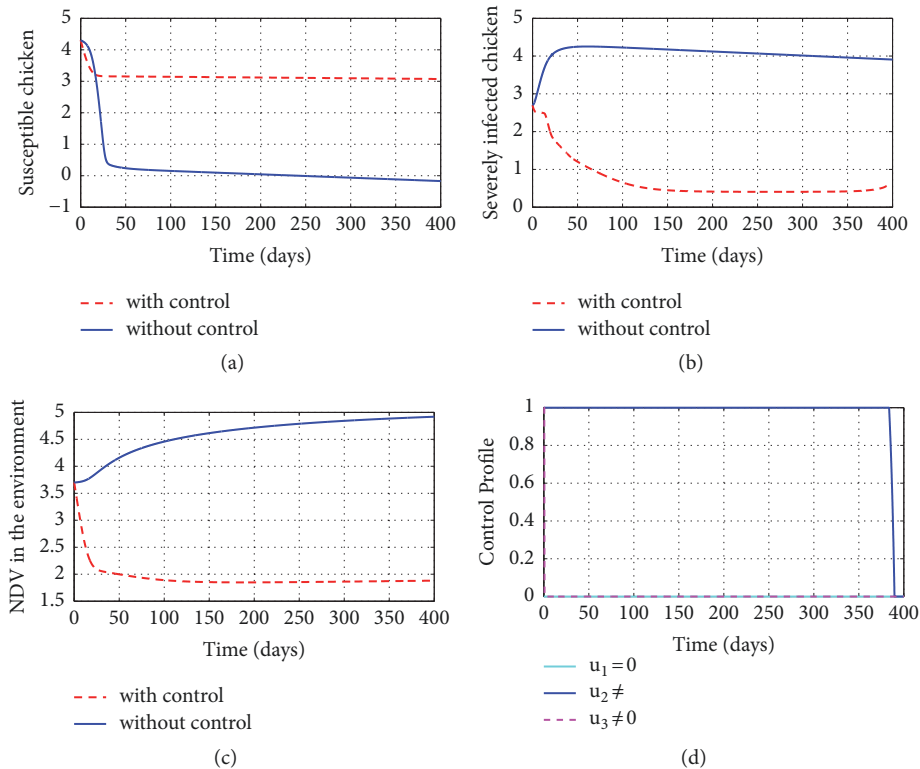 5
4
3
2
1
0
−1
Susceptible chicken
0 50 100 150 200 250 300 350 400
Time (days)
with control
without control
(a)
5
4
3
2
1
0
Severely infected chicken
0 50 100 150 200 250 300 350 400
Time (days)
with control
without control
(b)
5
4.5
4
3.5
3
2.5
2
1.5
NDV in the environment
0 50 100 150 200 250 300 350 400
Time (days)
with control
without control
(c)
1
0.8
0.6
0.4
0.2
0
Control Profile
0 50 100 150 200 250 300 350 400
Time (days)
u₁ = 0
u₂ ≠
u₃ ≠ 0
(d)